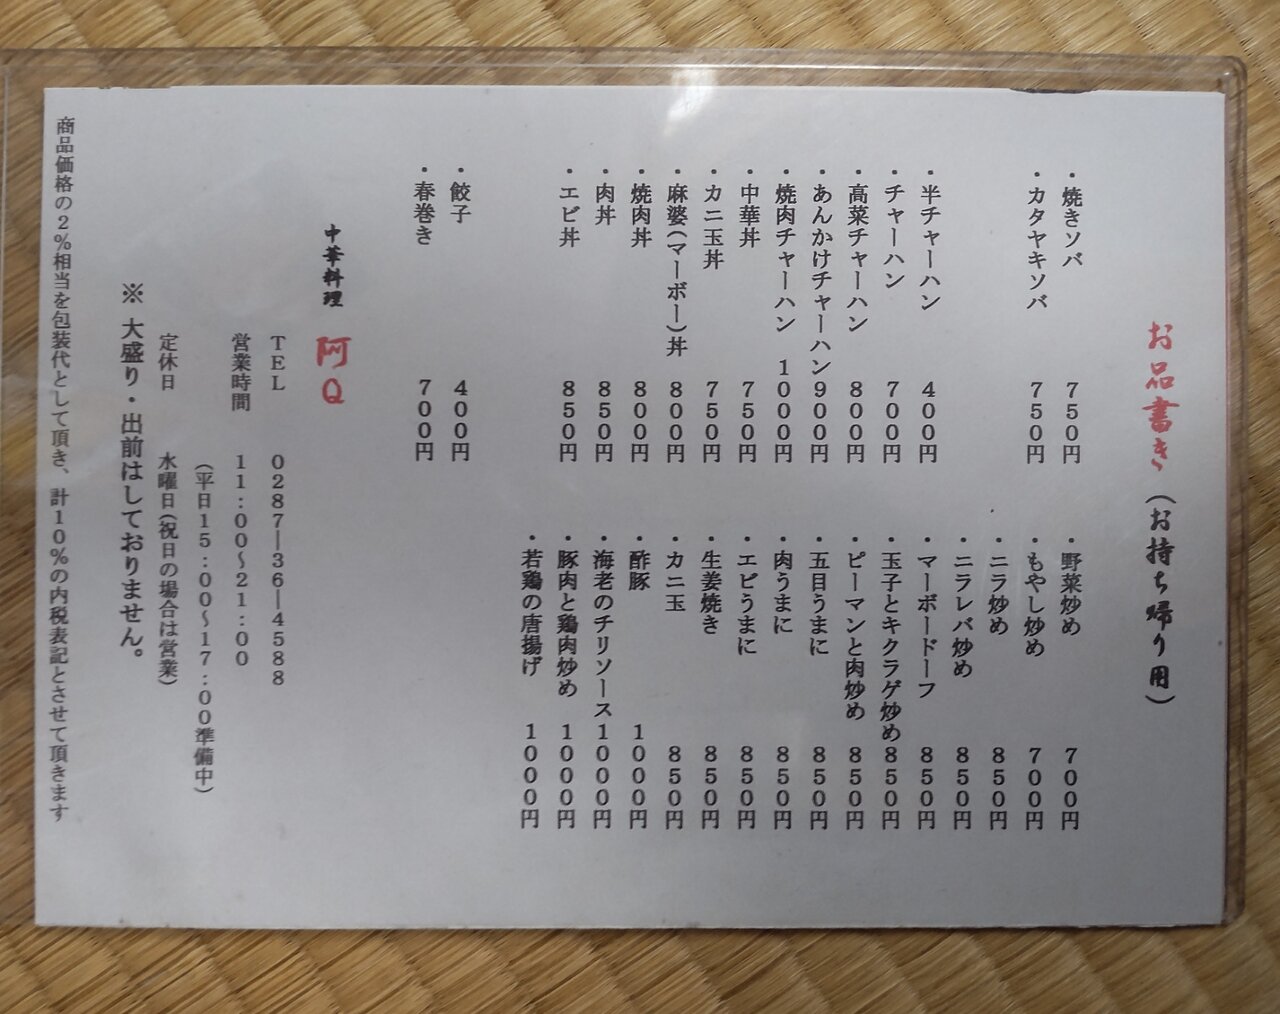 お品書き（お持ち帰り用）
・焼きソバ　７５０円
・カタヤキソバ　７５０円
・半チャーハン　４００円
・チャーハン　７００円
・高菜チャーハン　８００円
・あんかけチャーハン　９００円
・焼肉チャーハン　１０００円
・中華丼　７５０円
・カニ玉丼　７５０円
・麻婆（マーボー）丼　８００円
・焼肉丼　８００円
・肉丼　８５０円
・エビ丼　８５０円
・餃子　４００円
・春巻き　７００円
・野菜炒め　７００円
・もやし炒め　７００円
・ニラ炒め　８５０円
・ニラレバ炒め　８５０円
・マーボードーフ　８５０円
・玉子とキクラゲ炒め　８５０円
・ピーマンと肉炒め　８５０円
・五目うまに　８５０円
・肉うまに　８５０円
・エビうまに　８５０円
・生姜焼き　８５０円
・カニ玉　８５０円
・酢豚　１０００円
・海老のチリソース　１０００円
・豚肉と鶏肉炒め　１０００円
・若鶏の唐揚げ　１０００円
中華料理　阿Ｑ
ＴＥＬ　０２８７―３６―４５８８
営業時間　１１：００～２１：００
（平日１５：００～１７：００準備中）
定休日　水曜日（祝日の場合は営業）
※ 大盛り・出前はしておりません。
商品価格の２％相当を包装代として頂き、計１０％の内税表記とさせて頂きます